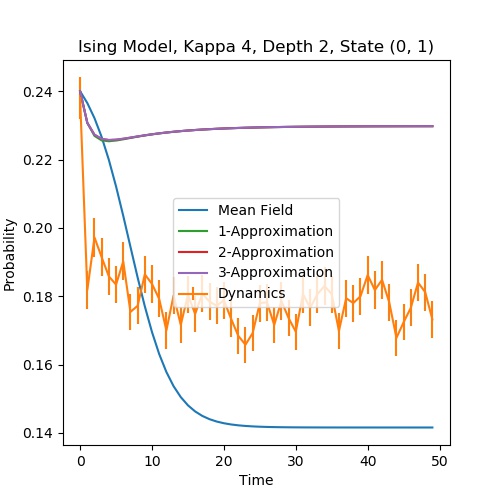 Ising Model, Kappa 4, Depth 2, State (0, 1)
0.24
0.22
0.20
0.18
0.16
0.14
Probability
Mean Field
1-Approximation
2-Approximation
3-Approximation
Dynamics
0
10
20
30
40
50
Time